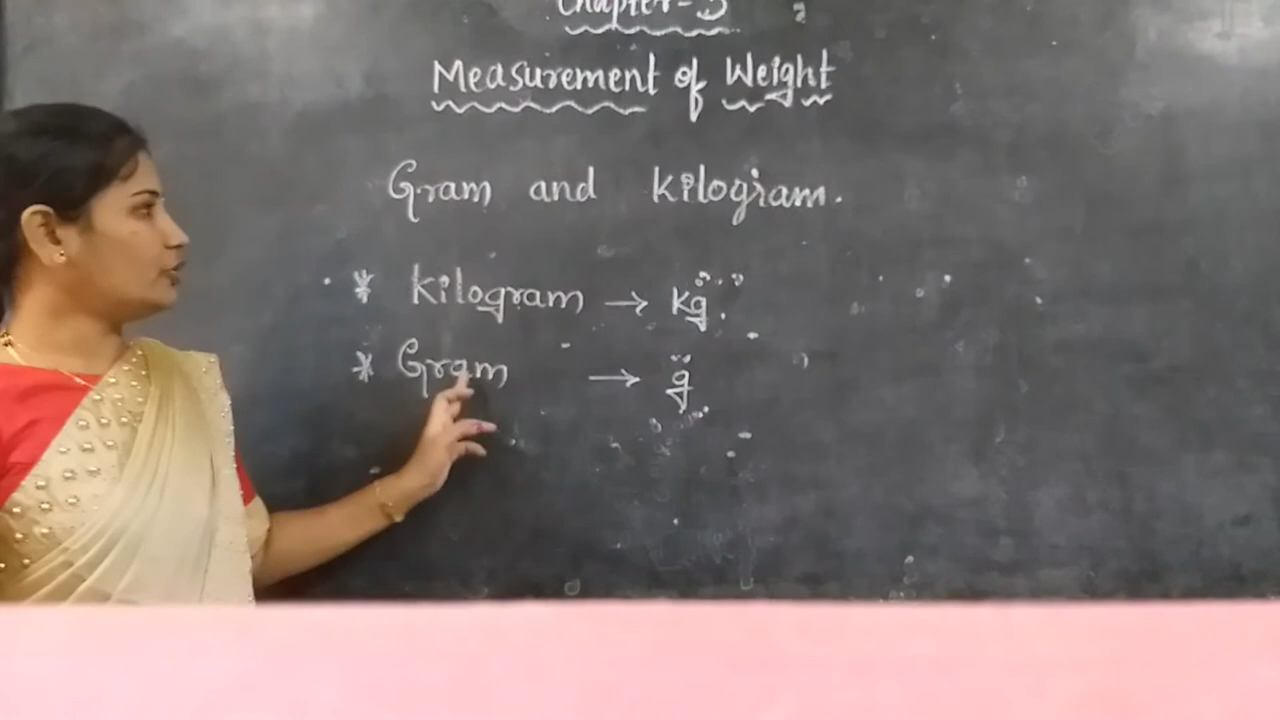 Chapter-3
Measurement of Weight
Gram and kilogram.
* kilogram → kg.
* Gram → g